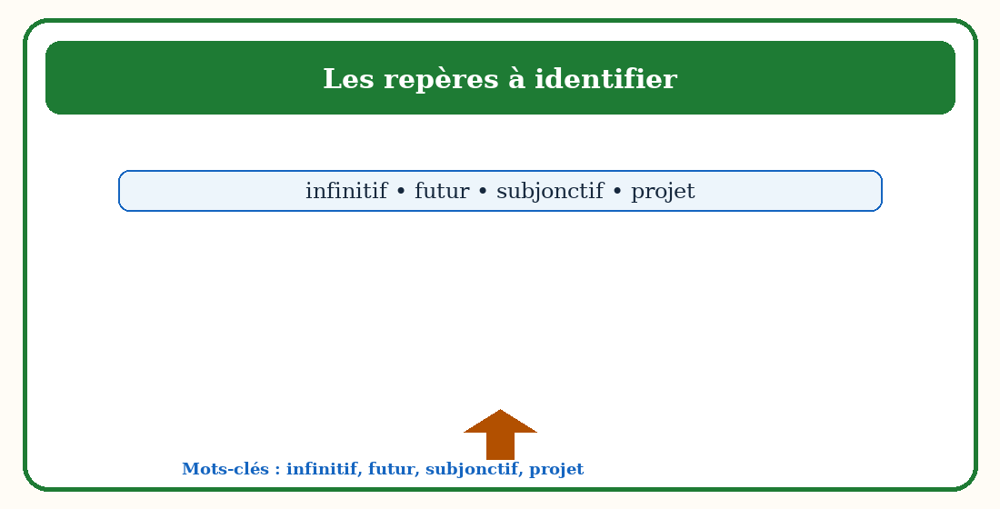 Les repères à identifier
infinitif • futur • subjonctif • projet
Mots-clés : infinitif, futur, subjonctif, projet